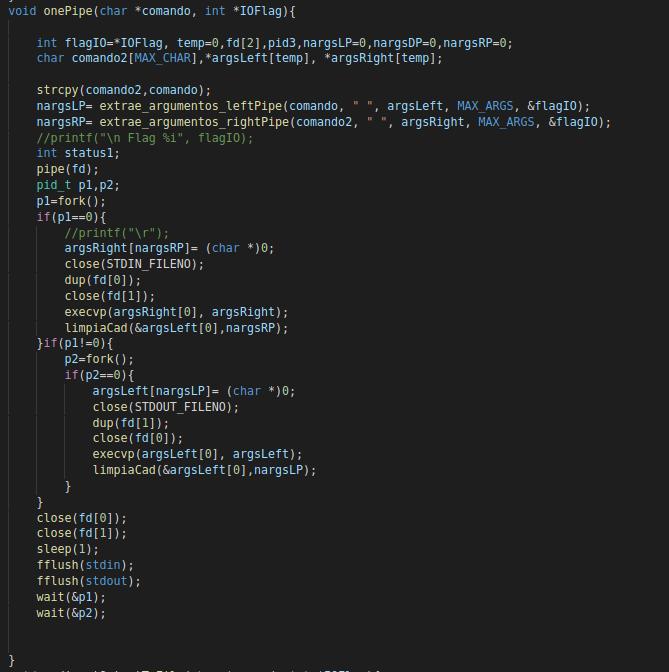 void onePipe(char *comando, int *IOFlag){
int flagIO=*IOFlag, temp=0,fd[2],pid3,nargsLP=0,nargsDP=0,nargsRP=0;
char comando2[MAX_CHAR],*argsLeft[temp], *argsRight[temp];
strcpy(comando2,comando);
nargsLP= extrae_argumentos_leftPipe(comando, " ", argsLeft, MAX_ARGS, &flagIO);
nargsRP= extrae_argumentos_rightPipe(comando2, " ", argsRight, MAX_ARGS, &flagIO);
//printf("\n Flag %i", flagIO);
int status1;
pipe(fd);
pid_t p1,p2;
p1=fork();
if(p1==0){
//printf("\r");
argsRight[nargsRP]= (char *)0;
close(STDIN_FILENO);
dup(fd[0]);
close(fd[1]);
execvp(argsRight[0], argsRight);
limpiaCad(&argsLeft[0],nargsRP);
}if(p1!=0){
p2=fork();
if(p2==0){
argsLeft[nargsLP]= (char *)0;
close(STDOUT_FILENO);
dup(fd[1]);
close(fd[0]);
execvp(argsLeft[0], argsLeft);
limpiaCad(&argsLeft[0],nargsLP);
}
}
close(fd[0]);
close(fd[1]);
sleep(1);
fflush(stdin);
fflush(stdout);
wait(&p1);
wait(&p2);
}